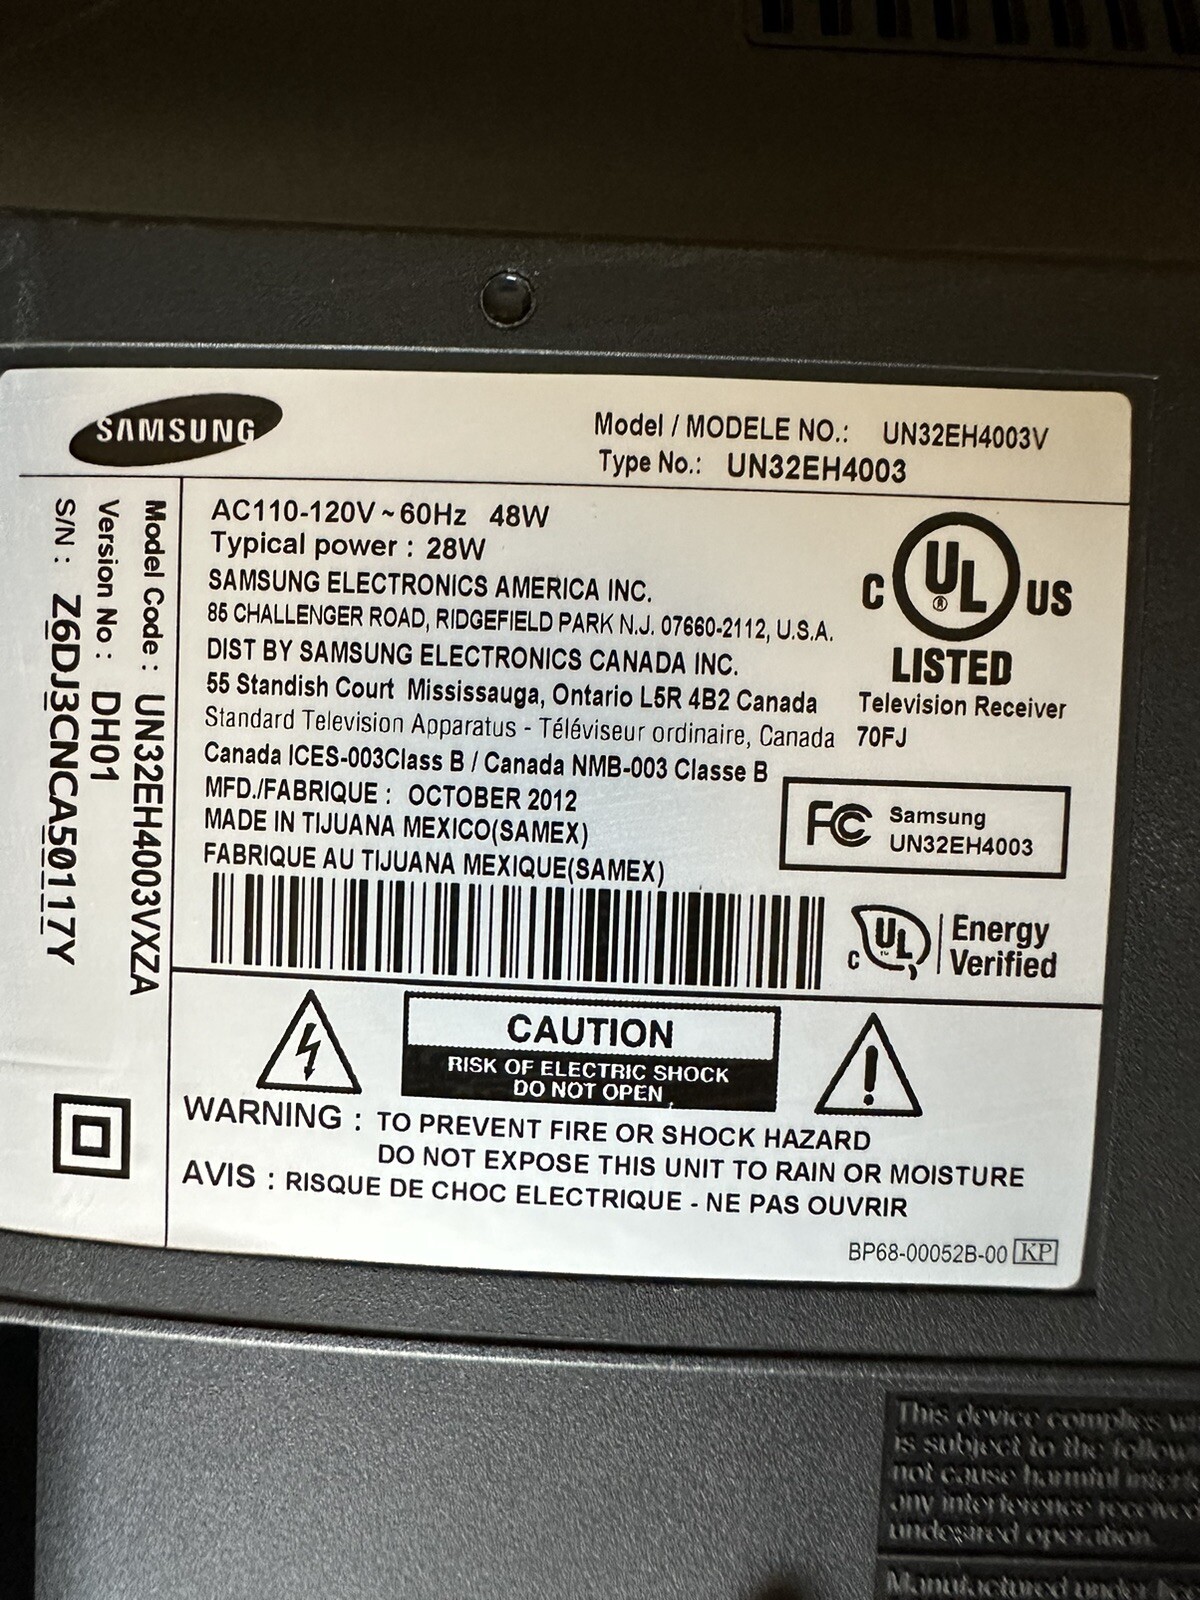 SAMSUNG
Model / MODELE NO.: UN32EH4003V
Type No.: UN32EH4003
Model Code : UN32EH4003VXZA
Version No : DH01
S/N : Z6DJ3CNCA50117Y
AC110-120V ~ 60Hz 48W
Typical power : 28W
SAMSUNG ELECTRONICS AMERICA INC.
85 CHALLENGER ROAD, RIDGEFIELD PARK N.J. 07660-2112, U.S.A.
DIST BY SAMSUNG ELECTRONICS CANADA INC.
55 Standish Court Mississauga, Ontario L5R 4B2 Canada
Standard Television Apparatus - Téléviseur ordinaire, Canada
Canada ICES-003Class B / Canada NMB-003 Classe B
MFD./FABRIQUE : OCTOBER 2012
MADE IN TIJUANA MEXICO(SAMEX)
FABRIQUE AU TIJUANA MEXIQUE(SAMEX)
C UL ® US
LISTED
Television Receiver
70FJ
FC Samsung
UN32EH4003
C UL Energy
Verified
CAUTION
RISK OF ELECTRIC SHOCK
DO NOT OPEN
WARNING : TO PREVENT FIRE OR SHOCK HAZARD
DO NOT EXPOSE THIS UNIT TO RAIN OR MOISTURE
AVIS : RISQUE DE CHOC ELECTRIQUE - NE PAS OUVRIR
BP68-00052B-00 KP
This device complies
is subject to the
not cause harmful
any interference received
undesired operation.
Manufactured under